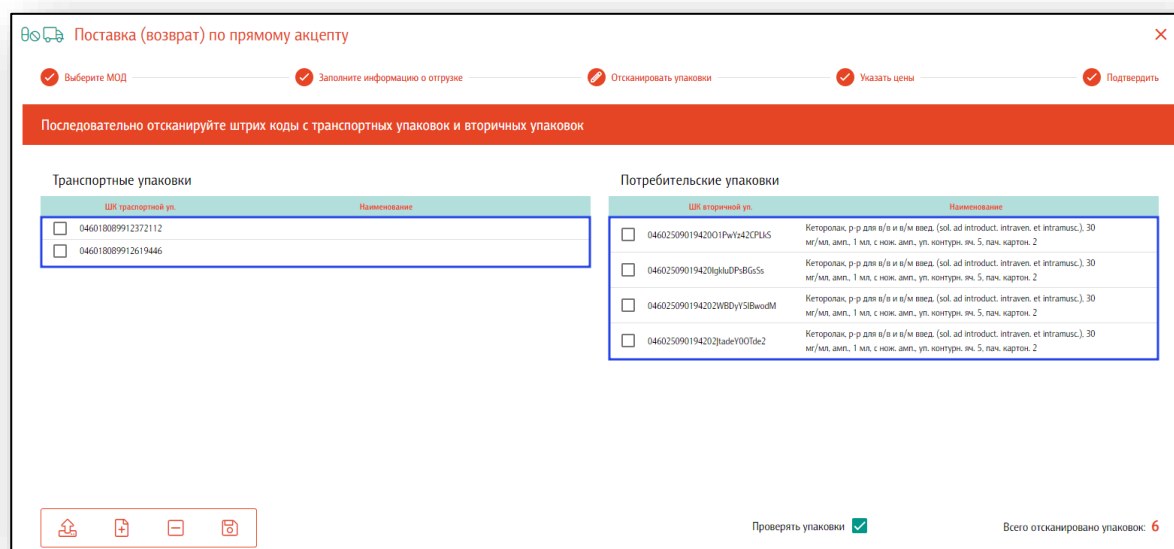 Поставка (возврат) по прямому акцепту
Выберите МОД
Заполните информацию о отгрузке
Отсканировать упаковки
Указать цены
Подтвердить
Последовательно отсканируйте штрих коды с транспортных упаковок и вторичных упаковок
Транспортные упаковки
ШК траспортной уп. Наименование
046018089912372112
046018089912619446
Потребительские упаковки
ШК вторичной уп. Наименование
04602509019420O1PwYz42CPLkS
Кеторолак, р-р для в/в и в/м введ. (sol. ad introduct. intraven. et intramusc.), 30
мг/мл, амп., 1 мл, с нож. амп., уп. контурн. яч. 5, пач. картон. 2
Кеторолак, р-р для в/в и в/м введ. (sol. ad introduct. intraven. et intramusc.), 30
мг/мл, амп., 1 мл, с нож. амп., уп. контурн. яч. 5, пач. картон. 2
046025090194202WBDyY5IBwodM
Кеторолак, р-р для в/в и в/м введ. (sol. ad introduct. intraven. et intramusc.), 30
мг/мл, амп., 1 мл, с нож. амп., уп. контурн. яч. 5, пач. картон. 2
Кеторолак, р-р для в/в и в/м введ. (sol. ad introduct. intraven. et intramusc.), 30
мг/мл, амп., 1 мл, с нож. амп., уп. контурн. яч. 5, пач. картон. 2
Проверять упаковки
Всего отсканировано упаковок: 6